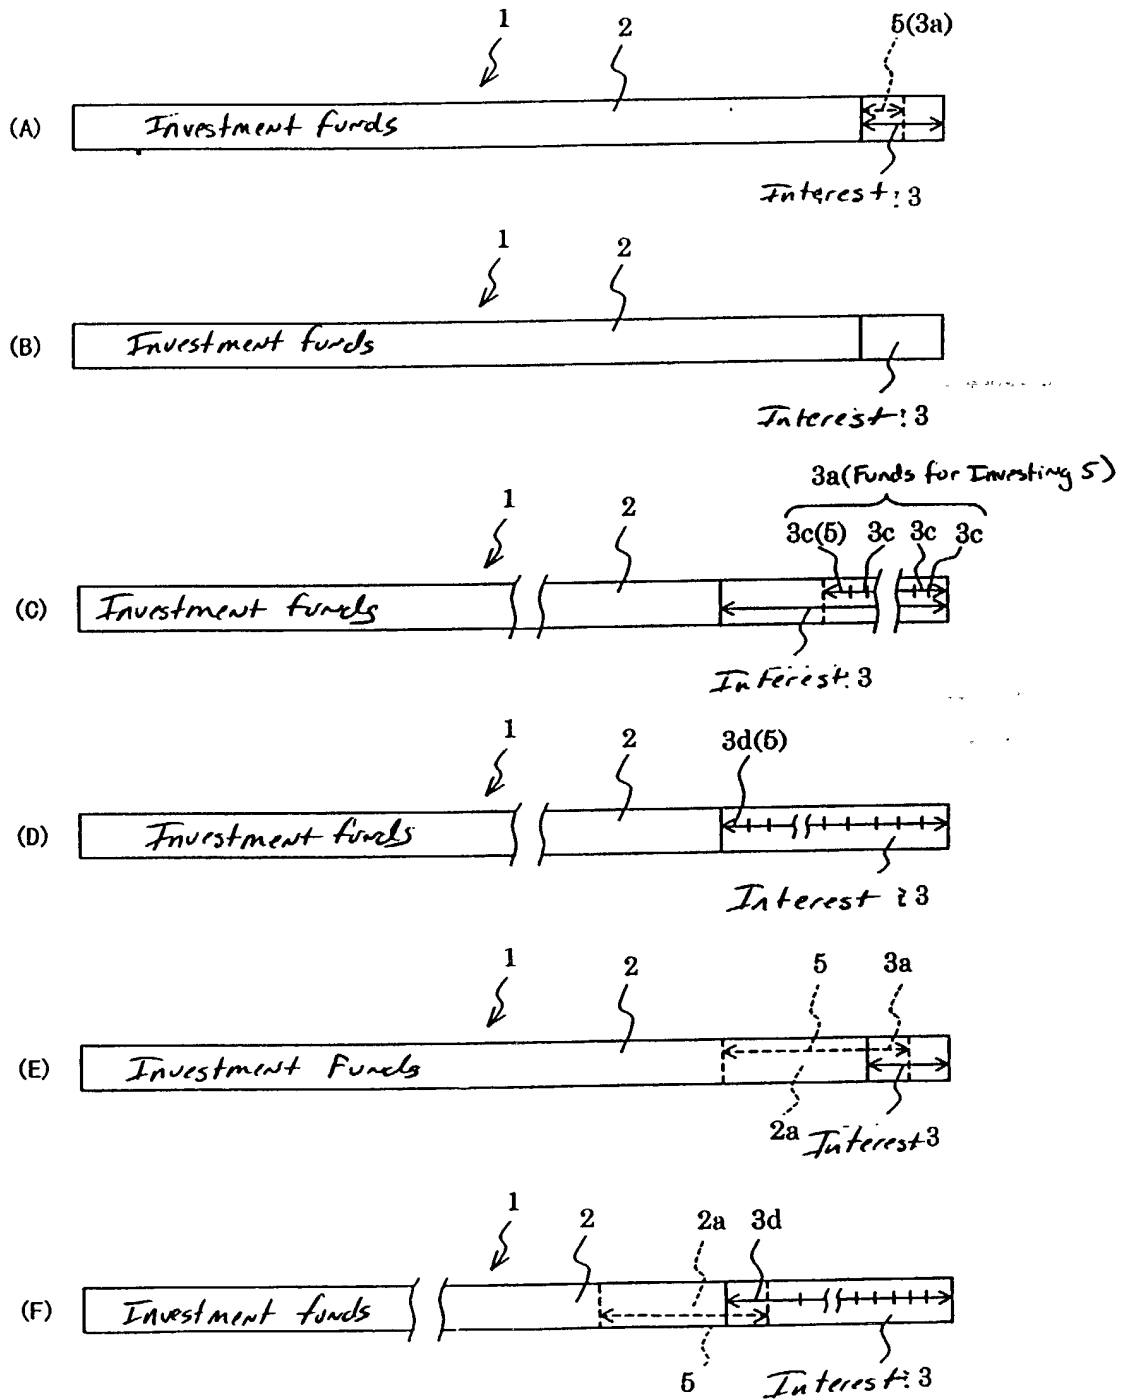 1 2 5(3a)
(A) Investment funds
Interest: 3
1 2
(B) Investment funds
Interest: 3
3a(Funds for Investing 5)
1 2 3c(5) 3c 3c 3c
(C) Investment funds
Interest: 3
1 2 3d(5)
(D) Investment funds
Interest: 3
1 2 5 3a
(E) Investment Funds
2a Interest 3
1 2 2a 3d
(F) Investment funds
5 Interest: 3